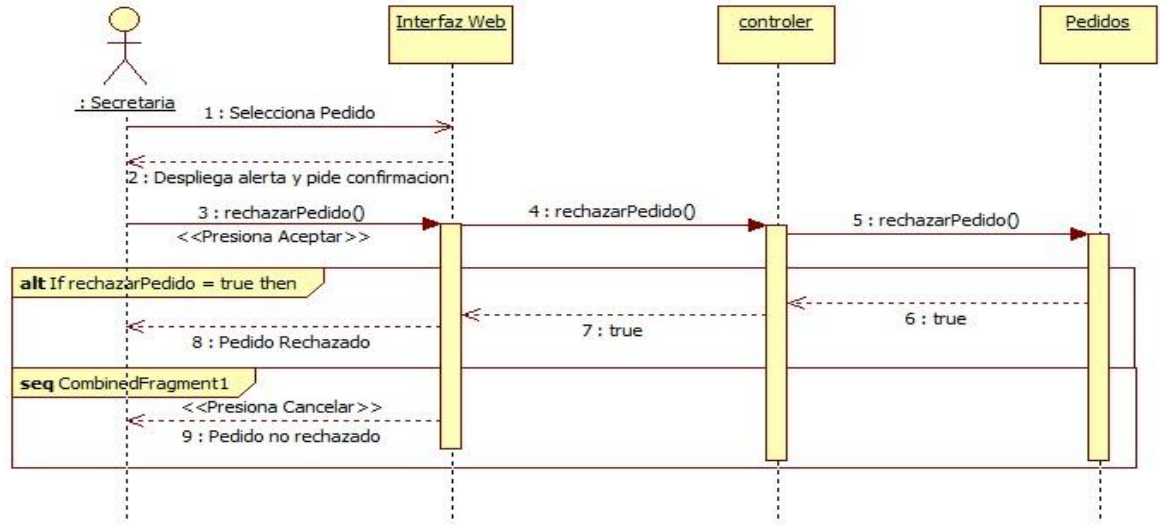 Interfaz Web
controler
Pedidos
: Secretaria
1 : Selecciona Pedido
2 : Despliega alerta y pide confirmacion
3 : rechazarPedido()
<<Presiona Aceptar>>
4 : rechazarPedido()
5 : rechazarPedido()
alt If rechazarPedido = true then
6 : true
7 : true
8 : Pedido Rechazado
seq CombinedFragment1
<<Presiona Cancelar>>
9 : Pedido no rechazado